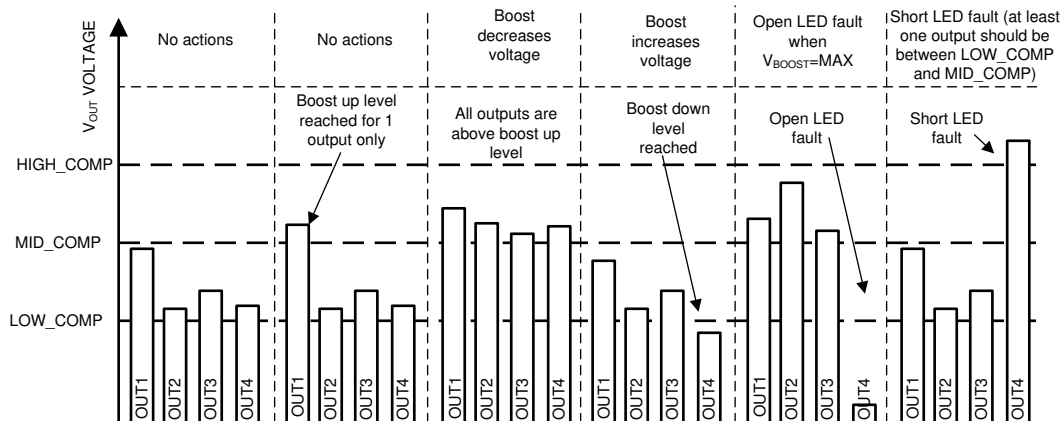 V_OUT VOLTAGE
No actions
No actions
Boost
decreases
voltage
Boost
increases
voltage
Open LED fault
when
V_BOOST=MAX
Short LED fault (at least
one output should be
between LOW_COMP
and MID_COMP)
Boost up level
reached for 1
output only
All outputs are
above boost up
level
Boost down
level
reached
Open LED
fault
Short LED
fault
HIGH_COMP
MID_COMP
LOW_COMP
OUT1
OUT2
OUT3
OUT4
OUT1
OUT2
OUT3
OUT4
OUT1
OUT2
OUT3
OUT4
OUT1
OUT2
OUT3
OUT4
OUT1
OUT2
OUT3
OUT4
OUT1
OUT2
OUT3
OUT4